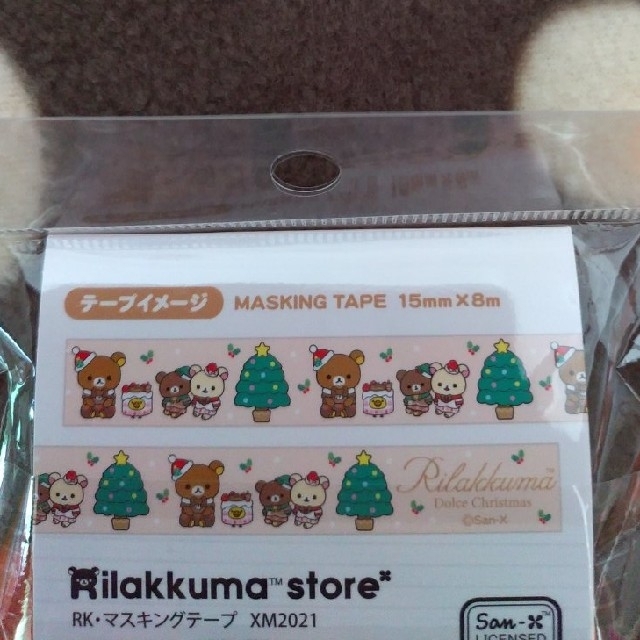 テープイメージ MASKING TAPE 15mm×8m
Rilakkuma™
Dolce Christmas
©San-X
Rilakkuma™ store
RK・マスキングテープ XM2021
San-X
LICENSED